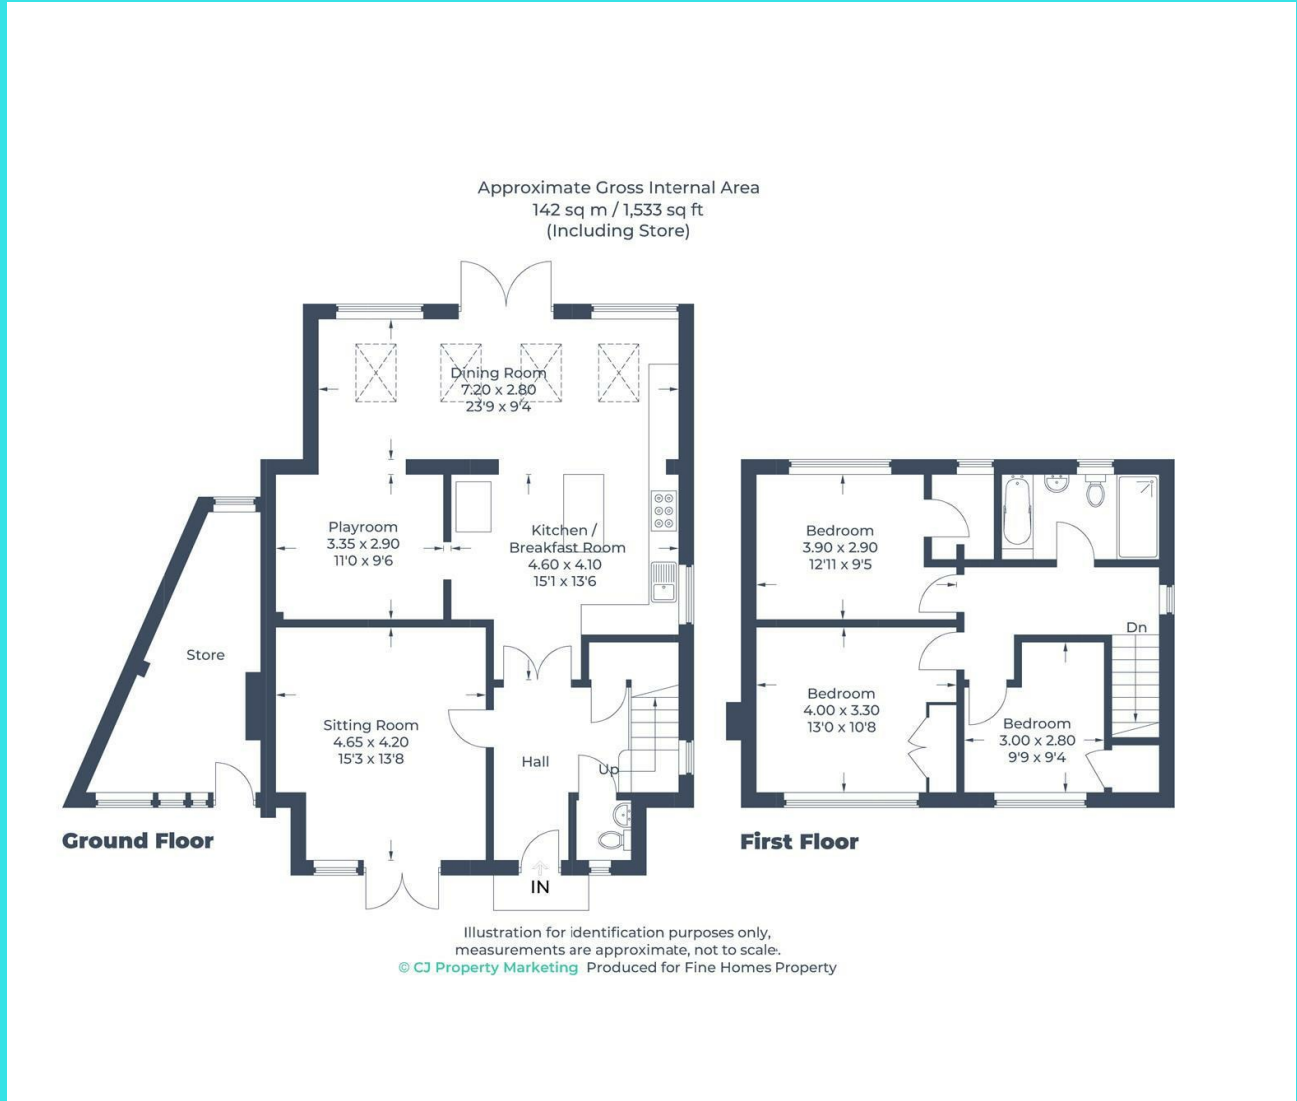 Approximate Gross Internal Area
142 sq m / 1,533 sq ft
(Including Store)
Dining Room
7.20 x 2.80
23'9 x 9'4
Playroom
3.35 x 2.90
11'0 x 9'6
Kitchen /
Breakfast Room
4.60 x 4.10
15'1 x 13'6
Store
Sitting Room
4.65 x 4.20
15'3 x 13'8
Hall
Up
IN
Ground Floor
Bedroom
3.90 x 2.90
12'11 x 9'5
Dn
Bedroom
4.00 x 3.30
13'0 x 10'8
Bedroom
3.00 x 2.80
9'9 x 9'4
First Floor
Illustration for identification purposes only,
measurements are approximate, not to scale.
© CJ Property Marketing Produced for Fine Homes Property